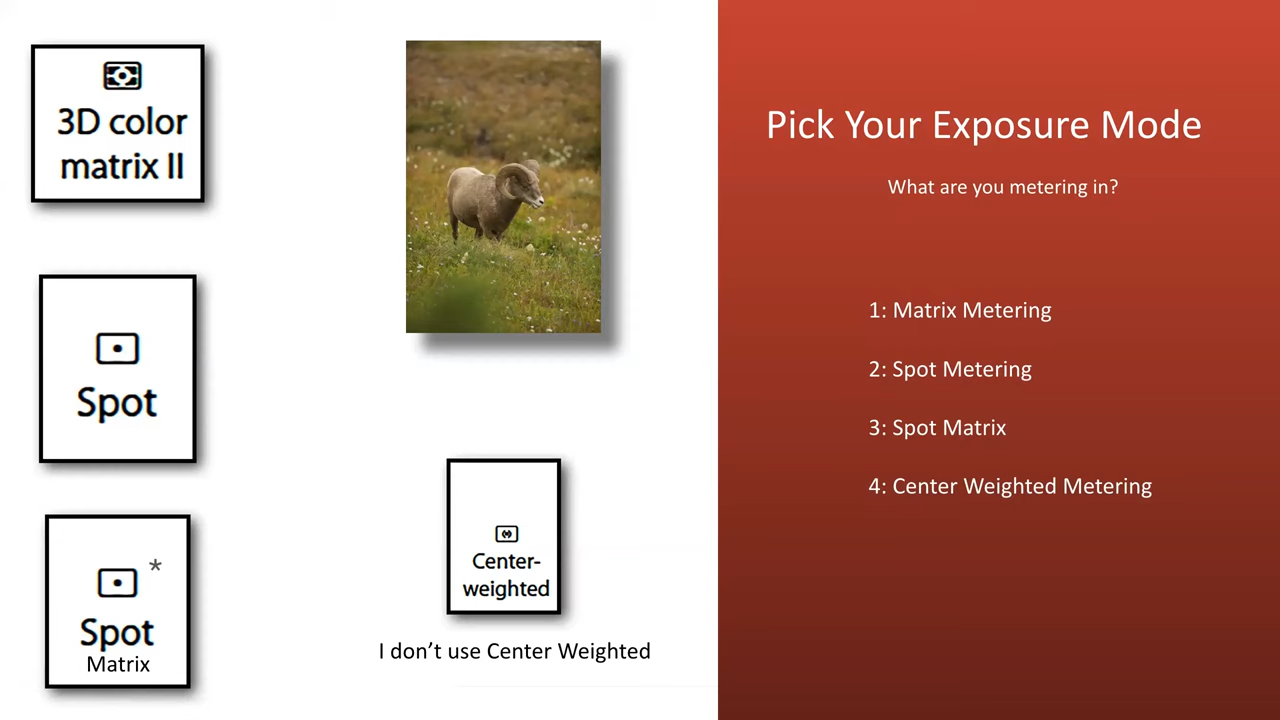 3D color
matrix II
Spot
*
Spot
Matrix
Center-
weighted
I don’t use Center Weighted
Pick Your Exposure Mode
What are you metering in?
1: Matrix Metering
2: Spot Metering
3: Spot Matrix
4: Center Weighted Metering